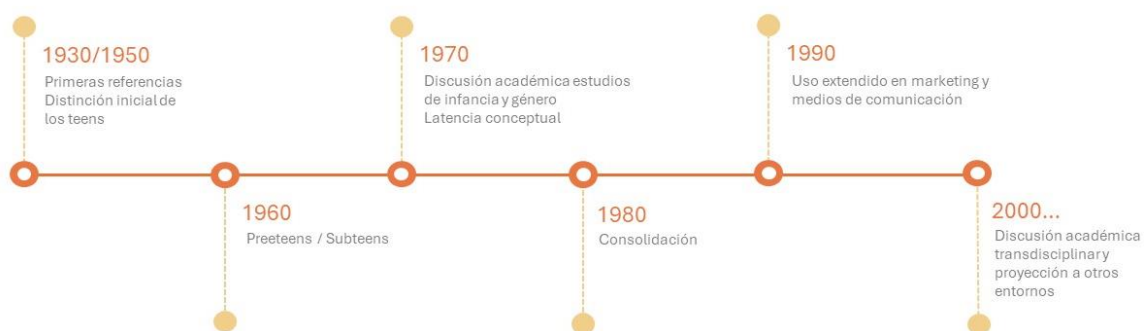 1930/1950
Primeras referencias
Distinción inicial de
los teens
1960
Preeteens / Subteens
1970
Discusión académica estudios
de infancia y género
Latencia conceptual
1980
Consolidación
1990
Uso extendido en marketing y
medios de comunicación
2000...
Discusión académica
transdisciplinar y
proyección a otros
entornos